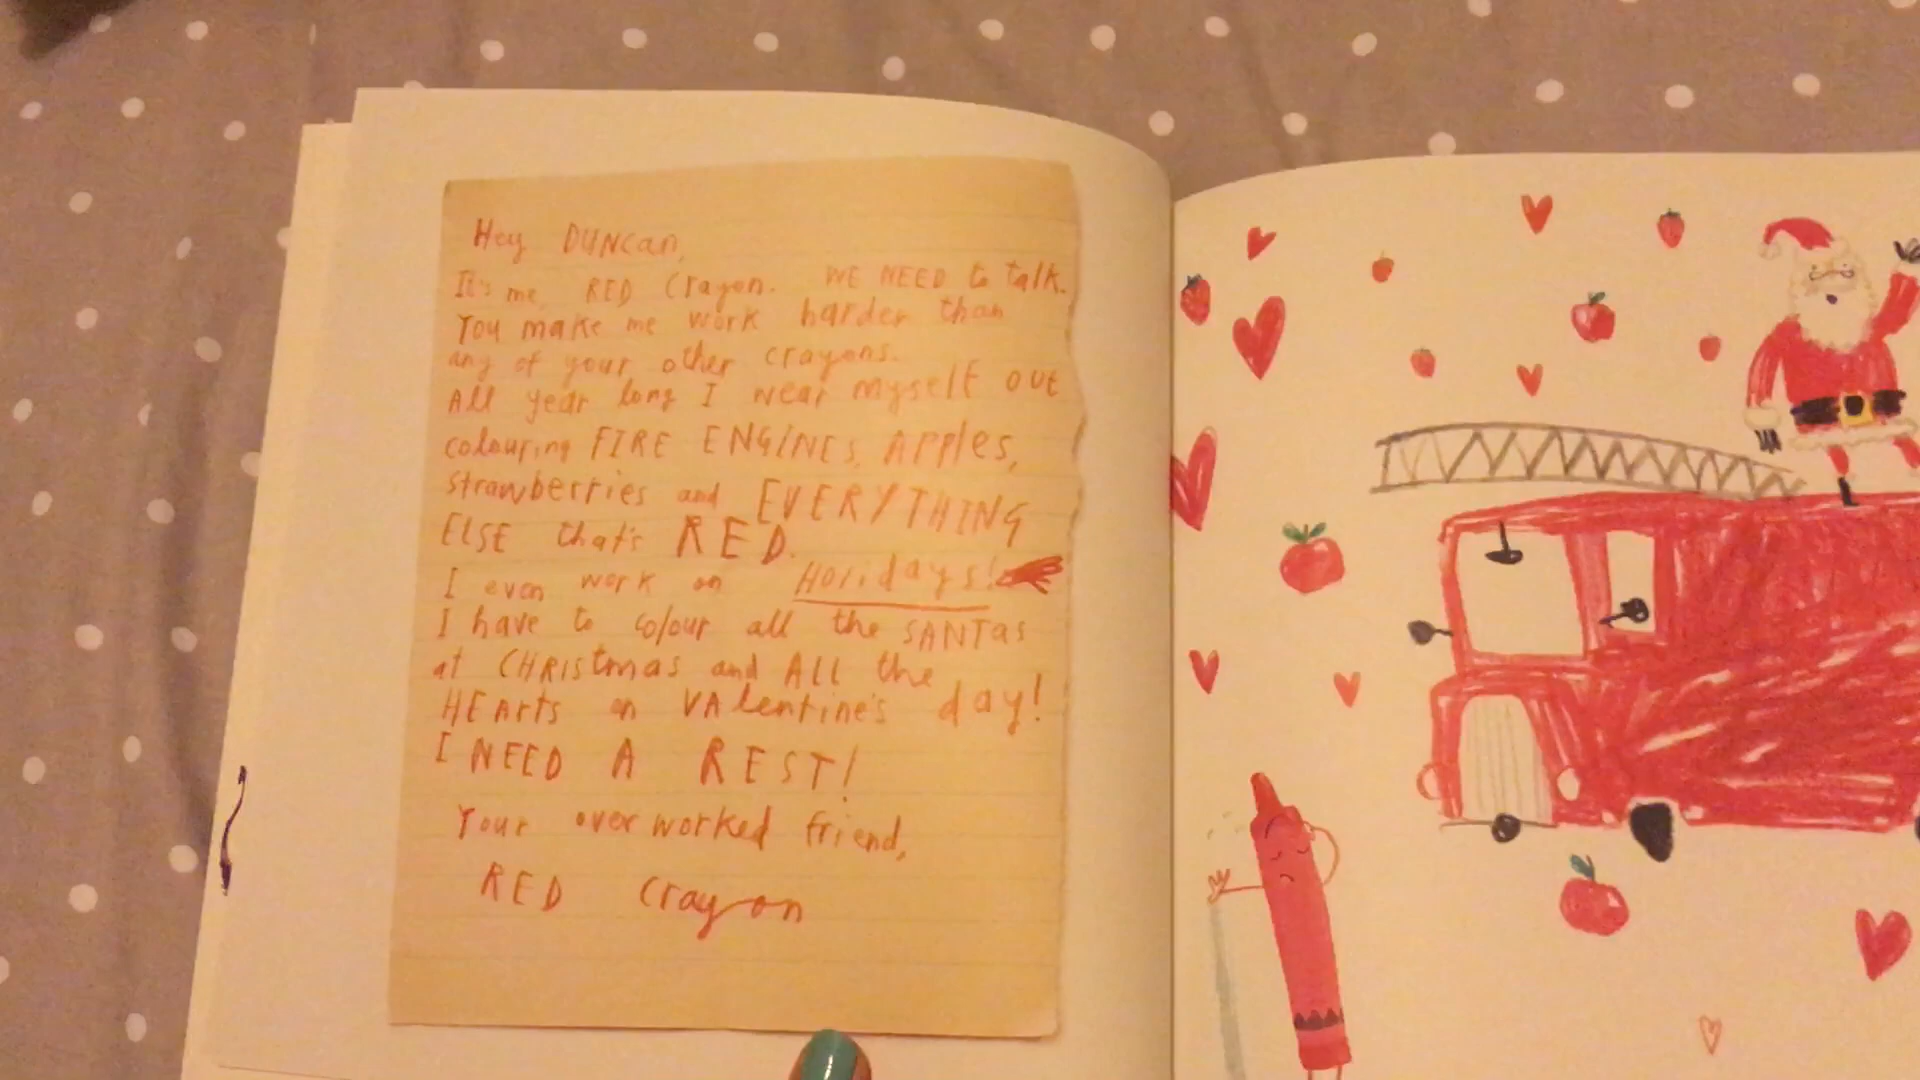 Hey DUNCan,
It's me, RED Crayon. WE NEED to talk.
You make me work harder than
any of your other crayons.
All year long I wear myself out
colouring FIRE ENGINES, Apples,
strawberries and EVERYTHING
ELSE that's RED.
I even work on Holidays!
I have to colour all the SANTas
at CHRIStmas and ALL the
HEArts on VAlentine's day!
I NEED A REST!
Your overworked friend,
RED Crayon